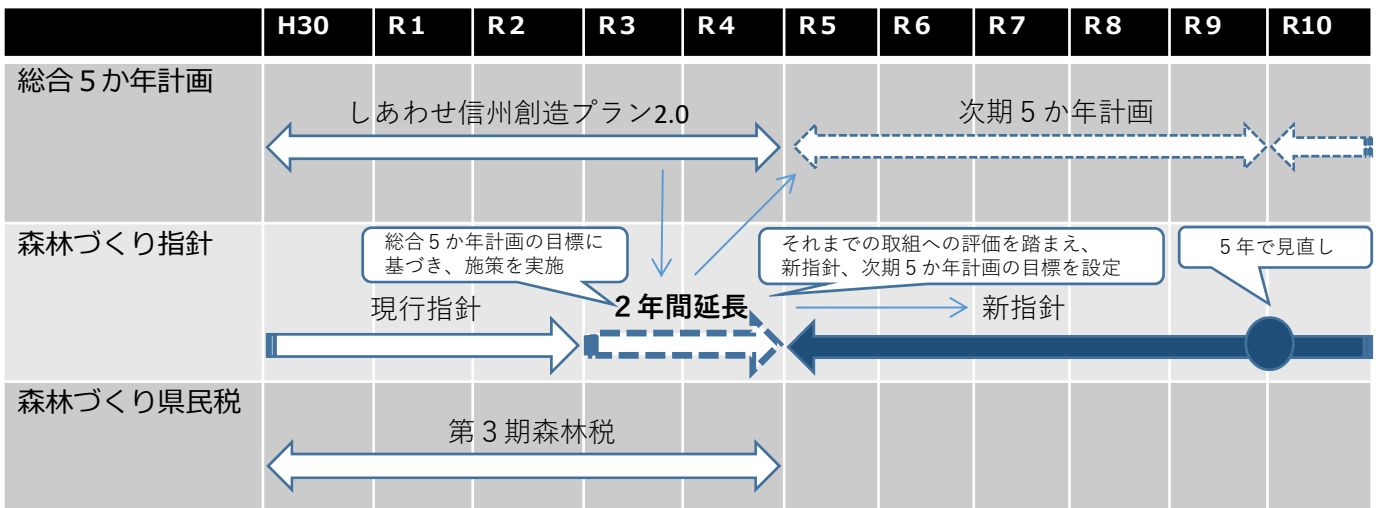 H30 R1 R2 R3 R4 R5 R6 R7 R8 R9 R10
総合５か年計画
しあわせ信州創造プラン2.0
次期５か年計画
森林づくり指針
総合５か年計画の目標に
基づき、施策を実施
それまでの取組への評価を踏まえ、
新指針、次期５か年計画の目標を設定
５年で見直し
現行指針
２年間延長
新指針
森林づくり県民税
第３期森林税